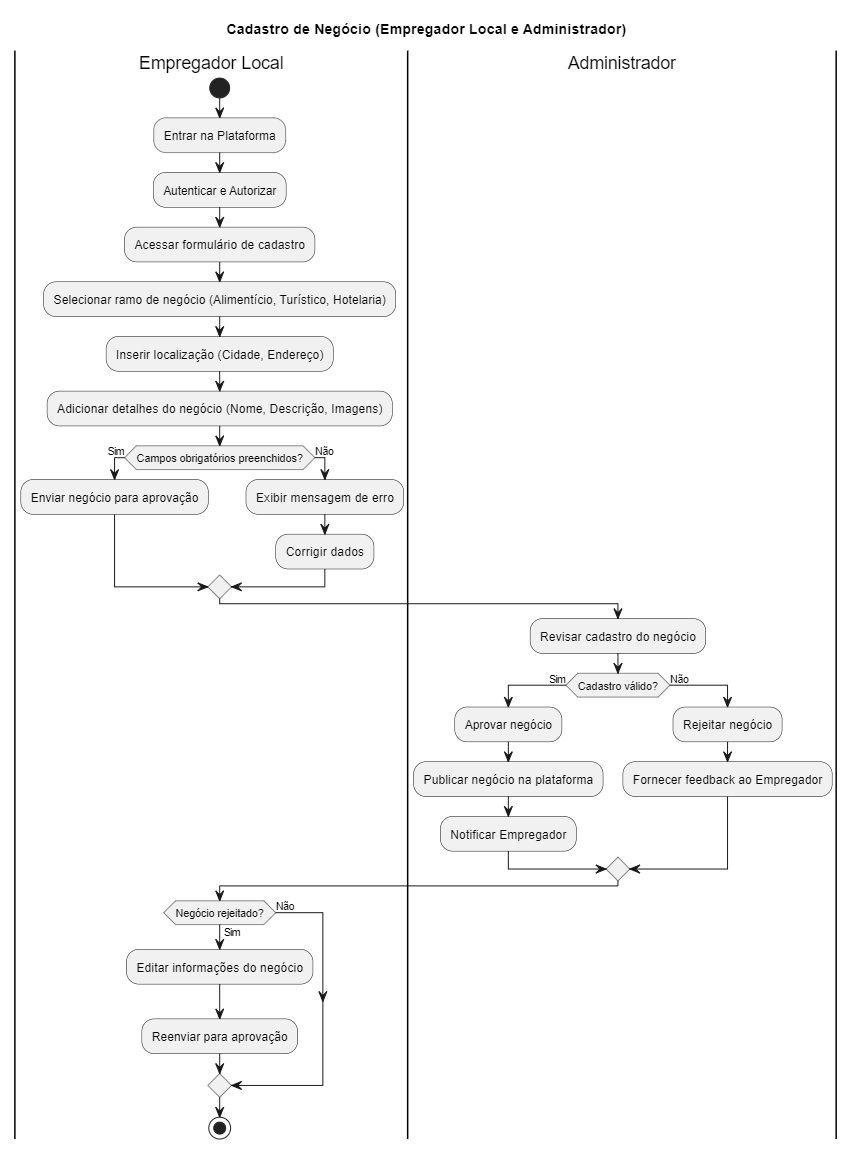 Cadastro de Negócio (Empregador Local e Administrador)
Empregador Local
Administrador
Entrar na Plataforma
Autenticar e Autorizar
Acessar formulário de cadastro
Selecionar ramo de negócio (Alimentício, Turístico, Hotelaria)
Inserir localização (Cidade, Endereço)
Adicionar detalhes do negócio (Nome, Descrição, Imagens)
Sim
Campos obrigatórios preenchidos?
Não
Enviar negócio para aprovação
Exibir mensagem de erro
Corrigir dados
Revisar cadastro do negócio
Sim
Cadastro válido?
Não
Aprovar negócio
Rejeitar negócio
Publicar negócio na plataforma
Fornecer feedback ao Empregador
Notificar Empregador
Negócio rejeitado?
Não
Sim
Editar informações do negócio
Reenviar para aprovação